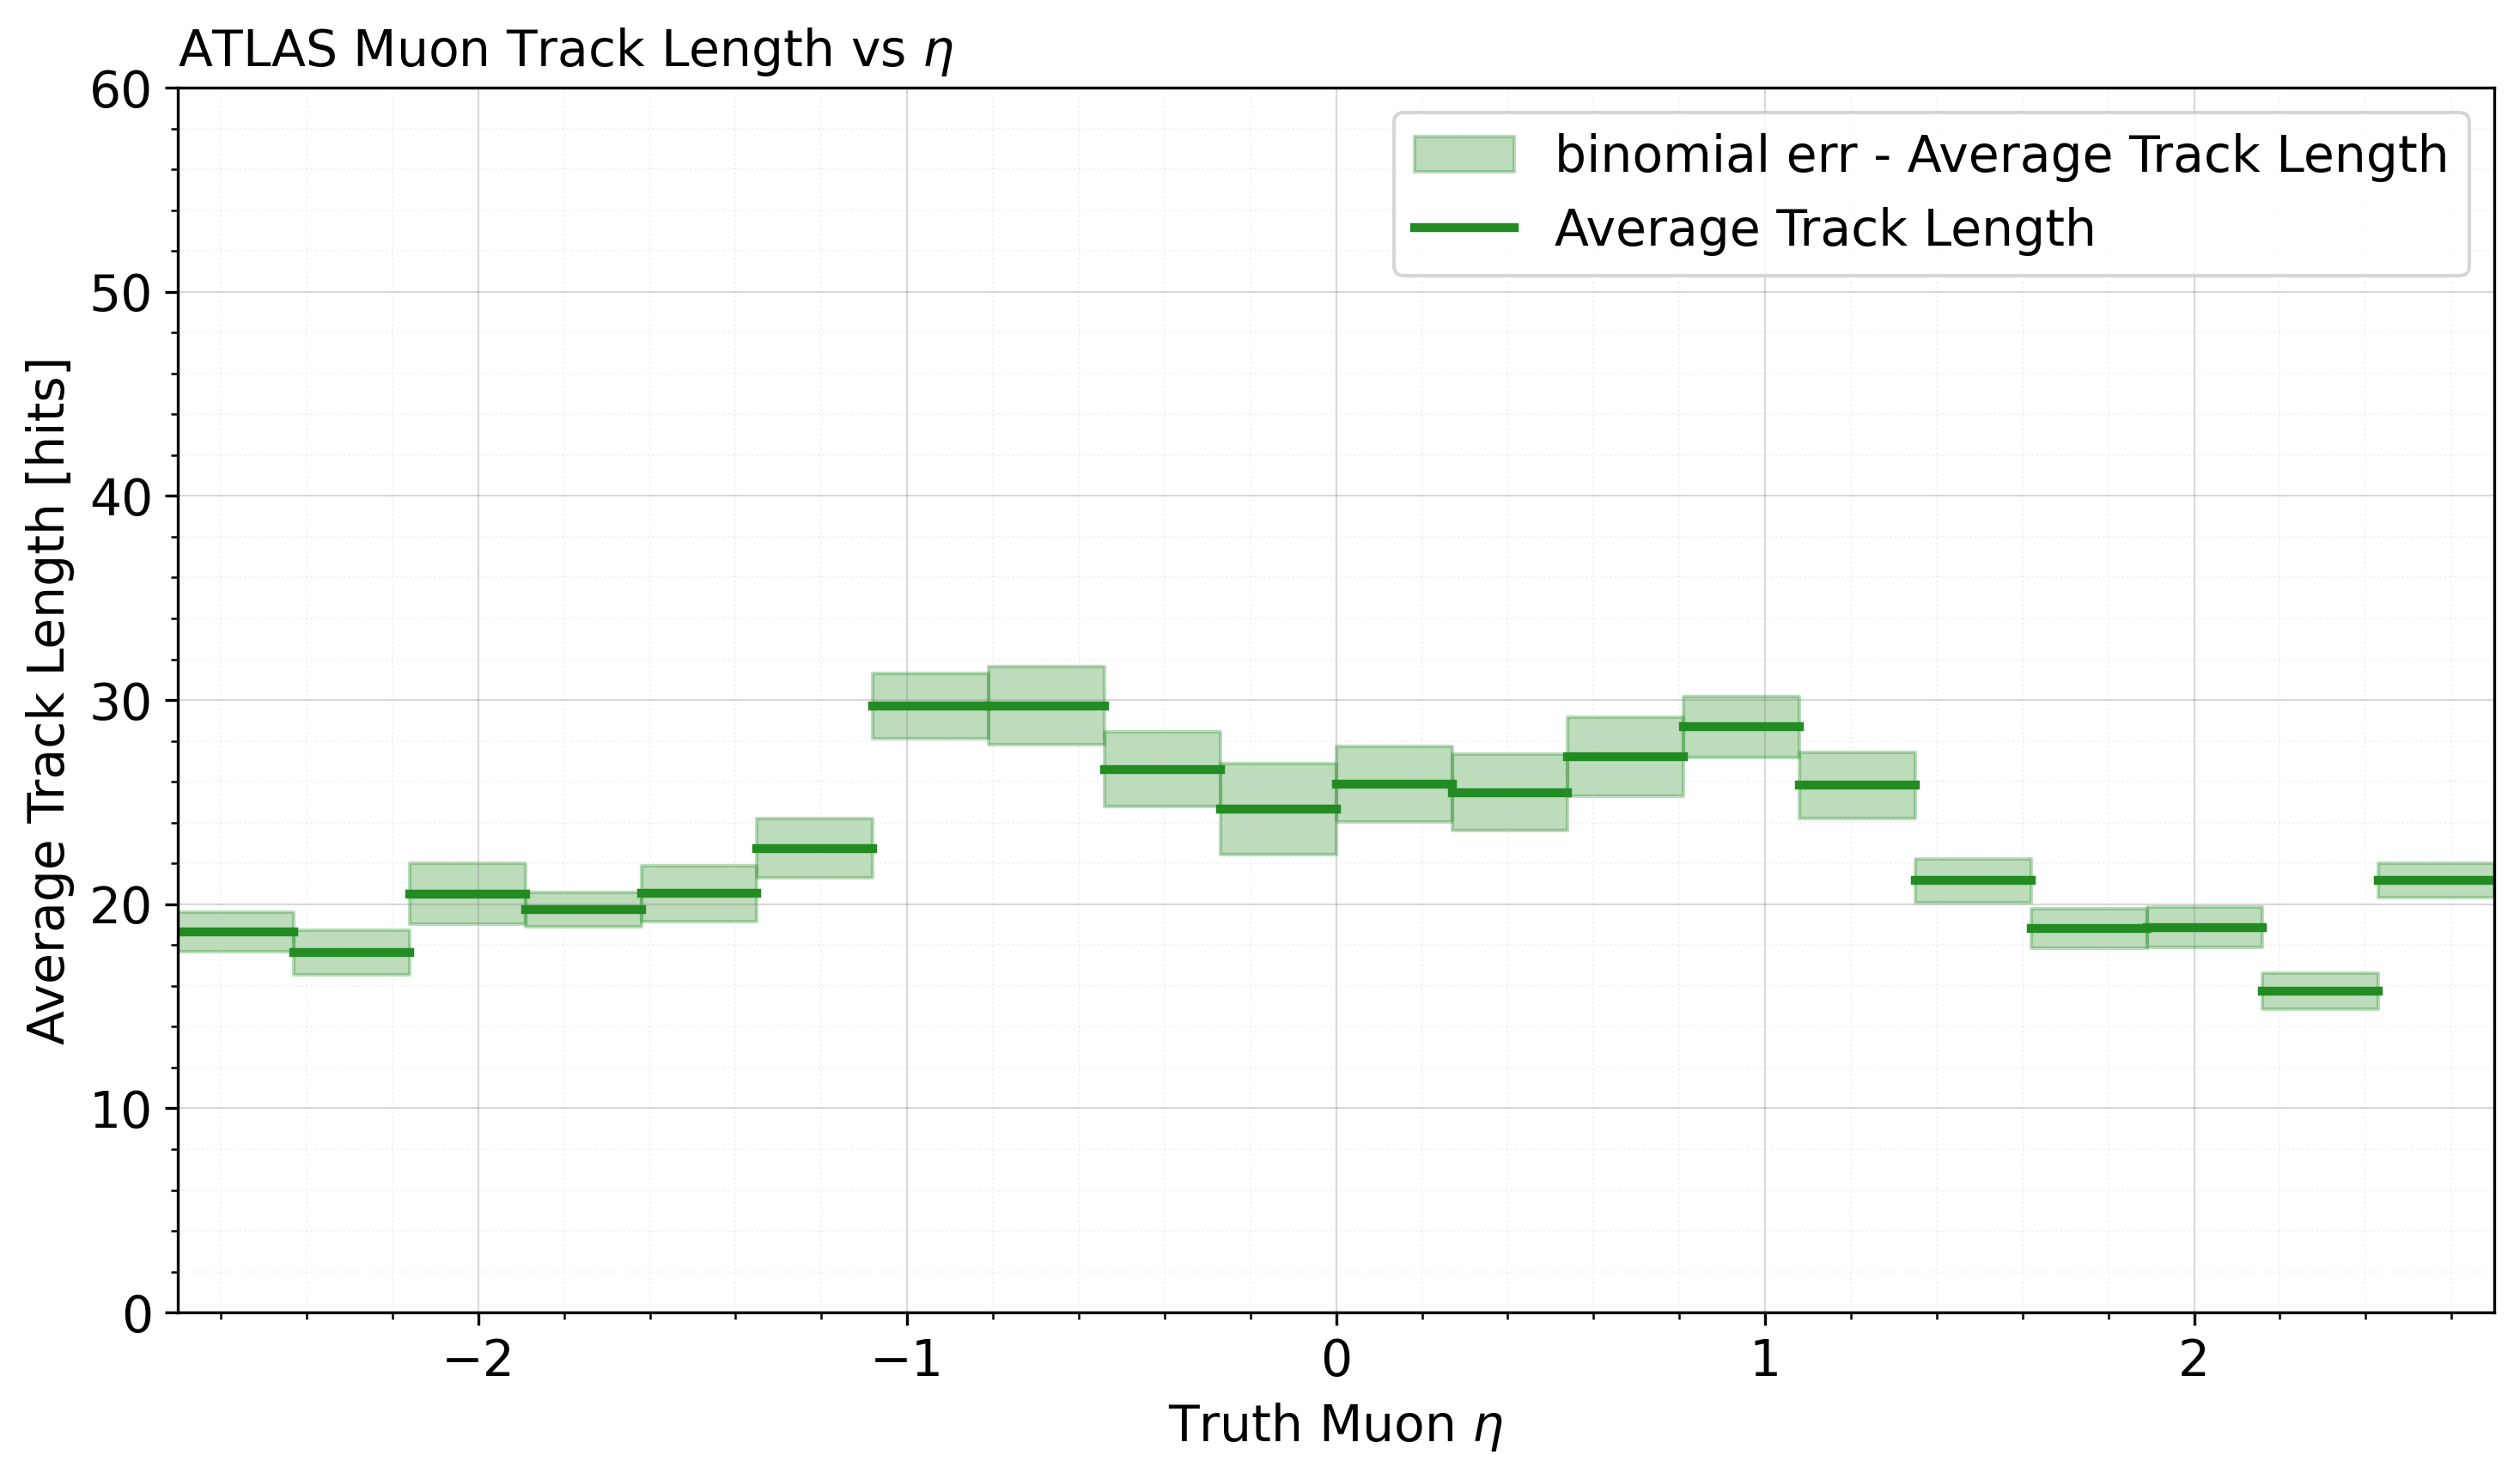 ATLAS Muon Track Length vs η
60
50
40
30
20
10
0
Average Track Length [hits]
binomial err - Average Track Length
Average Track Length
−2 −1 0 1 2
Truth Muon η